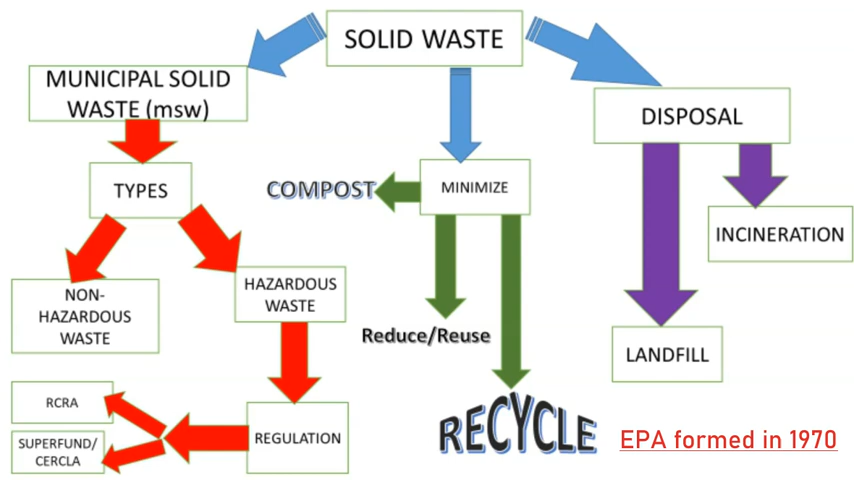 SOLID WASTE
MUNICIPAL SOLID
WASTE (msw)
DISPOSAL
TYPES
COMPOST
MINIMIZE
INCINERATION
NON-
HAZARDOUS
WASTE
HAZARDOUS
WASTE
Reduce/Reuse
LANDFILL
RCRA
SUPERFUND/
CERCLA
REGULATION
RECYCLE
EPA formed in 1970